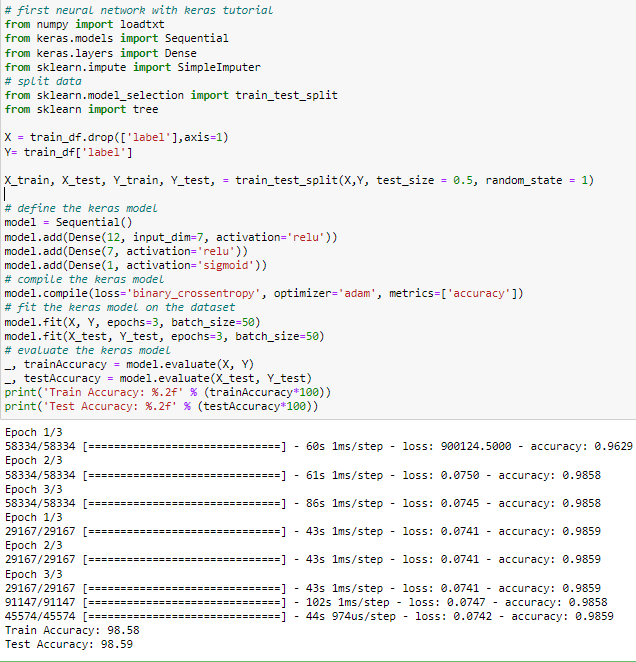 # first neural network with keras tutorial
from numpy import loadtxt
from keras.models import Sequential
from keras.layers import Dense
from sklearn.impute import SimpleImputer
# split data
from sklearn.model_selection import train_test_split
from sklearn import tree
X = train_df.drop(['label'],axis=1)
Y= train_df['label']
X_train, X_test, Y_train, Y_test, = train_test_split(X,Y, test_size = 0.5, random_state = 1)
# define the keras model
model = Sequential()
model.add(Dense(12, input_dim=7, activation='relu'))
model.add(Dense(7, activation='relu'))
model.add(Dense(1, activation='sigmoid'))
# compile the keras model
model.compile(loss='binary_crossentropy', optimizer='adam', metrics=['accuracy'])
# fit the keras model on the dataset
model.fit(X, Y, epochs=3, batch_size=50)
model.fit(X_test, Y_test, epochs=3, batch_size=50)
# evaluate the keras model
_, trainAccuracy = model.evaluate(X, Y)
_, testAccuracy = model.evaluate(X_test, Y_test)
print('Train Accuracy: %.2f' % (trainAccuracy*100))
print('Test Accuracy: %.2f' % (testAccuracy*100))
Epoch 1/3
58334/58334 [==============================] - 60s 1ms/step - loss: 900124.5000 - accuracy: 0.9629
Epoch 2/3
58334/58334 [==============================] - 61s 1ms/step - loss: 0.0750 - accuracy: 0.9858
Epoch 3/3
58334/58334 [==============================] - 86s 1ms/step - loss: 0.0745 - accuracy: 0.9858
Epoch 1/3
29167/29167 [==============================] - 43s 1ms/step - loss: 0.0741 - accuracy: 0.9859
Epoch 2/3
29167/29167 [==============================] - 43s 1ms/step - loss: 0.0741 - accuracy: 0.9859
Epoch 3/3
29167/29167 [==============================] - 43s 1ms/step - loss: 0.0741 - accuracy: 0.9859
91147/91147 [==============================] - 102s 1ms/step - loss: 0.0747 - accuracy: 0.9858
45574/45574 [==============================] - 44s 974us/step - loss: 0.0742 - accuracy: 0.9859
Train Accuracy: 98.58
Test Accuracy: 98.59